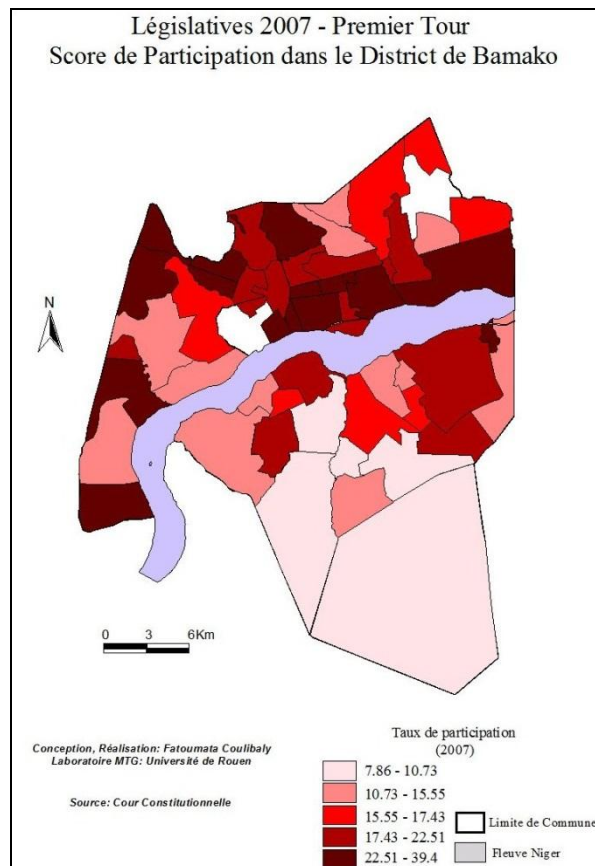 Législatives 2007 - Premier Tour
Score de Participation dans le District de Bamako
N
0 3 6Km
Conception, Réalisation: Fatoumata Coulibaly
Laboratoire MTG: Université de Rouen
Source: Cour Constitutionnelle
Taux de participation
(2007)
7.86 - 10.73
10.73 - 15.55
15.55 - 17.43
17.43 - 22.51
22.51 - 39.4
Limite de Commune
Fleuve Niger